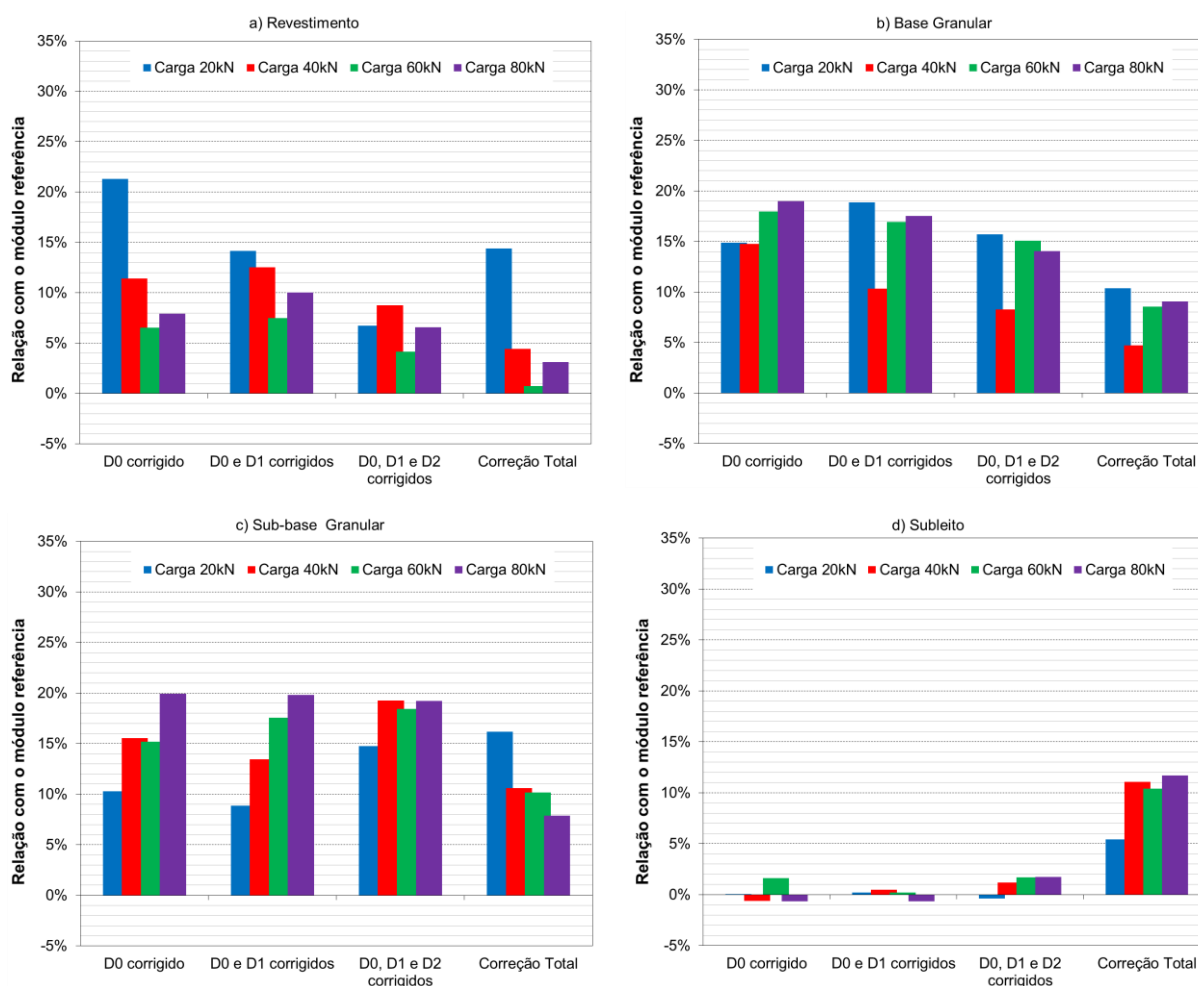 a) Revestimento
Relação com o módulo referência
35%
30%
25%
20%
15%
10%
5%
0%
-5%
Carga 20kN Carga 40kN Carga 60kN Carga 80kN
D0 corrigido D0 e D1 corrigidos D0, D1 e D2 Correção Total
corrigidos
b) Base Granular
Relação com o módulo referência
35%
30%
25%
20%
15%
10%
5%
0%
-5%
Carga 20kN Carga 40kN Carga 60kN Carga 80kN
D0 corrigido D0 e D1 corrigidos D0, D1 e D2 Correção Total
corrigidos
c) Sub-base Granular
Relação com o módulo referência
35%
30%
25%
20%
15%
10%
5%
0%
-5%
Carga 20kN Carga 40kN Carga 60kN Carga 80kN
D0 corrigido D0 e D1 corrigidos D0, D1 e D2 Correção Total
corrigidos
d) Subleito
Relação com o módulo referência
35%
30%
25%
20%
15%
10%
5%
0%
-5%
Carga 20kN Carga 40kN Carga 60kN Carga 80kN
D0 corrigido D0 e D1 corrigidos D0, D1 e D2 Correção Total
corrigidos